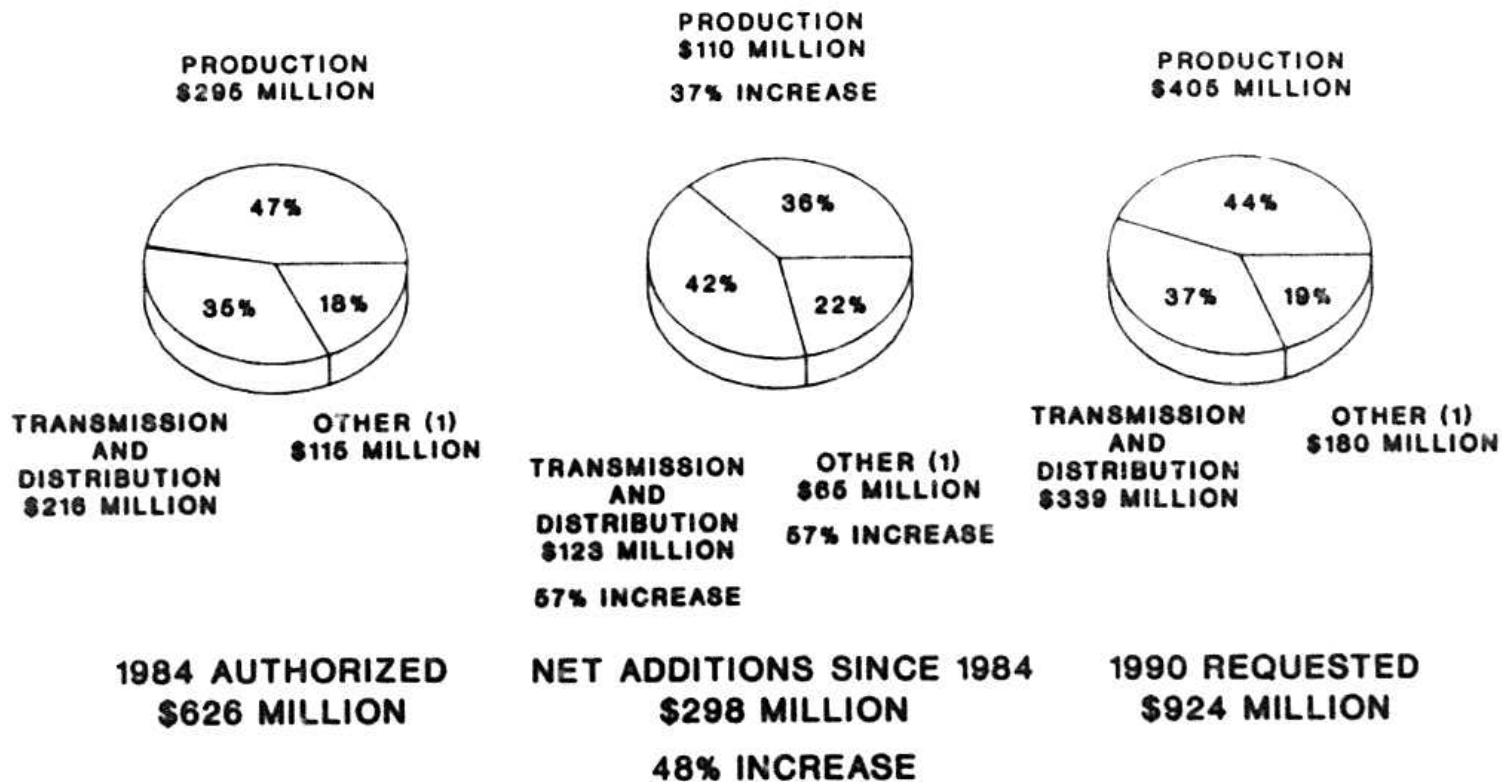 PRODUCTION
$295 MILLION
47%
35%
18%
TRANSMISSION
AND
DISTRIBUTION
$216 MILLION
OTHER (1)
$115 MILLION
1984 AUTHORIZED
$626 MILLION
PRODUCTION
$110 MILLION
37% INCREASE
36%
42%
22%
TRANSMISSION
AND
DISTRIBUTION
$123 MILLION
57% INCREASE
OTHER (1)
$65 MILLION
57% INCREASE
NET ADDITIONS SINCE 1984
$298 MILLION
48% INCREASE
PRODUCTION
$405 MILLION
44%
37%
19%
TRANSMISSION
AND
DISTRIBUTION
$339 MILLION
OTHER (1)
$180 MILLION
1990 REQUESTED
$924 MILLION